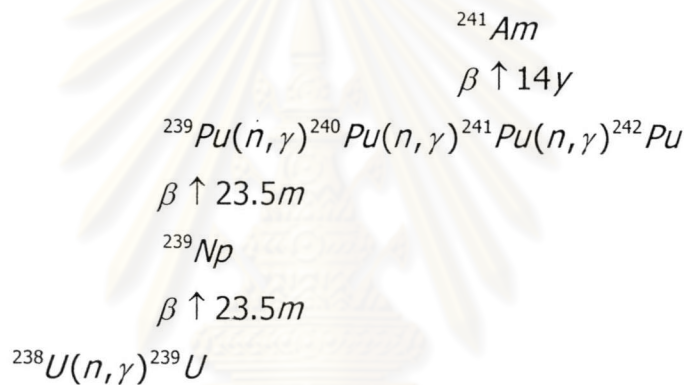 ²⁴¹Am
β ↑ 14y
²³⁹Pu(n,γ)²⁴⁰Pu(n,γ)²⁴¹Pu(n,γ)²⁴²Pu
β ↑ 23.5m
²³⁹Np
β ↑ 23.5m
²³⁸U(n,γ)²³⁹U